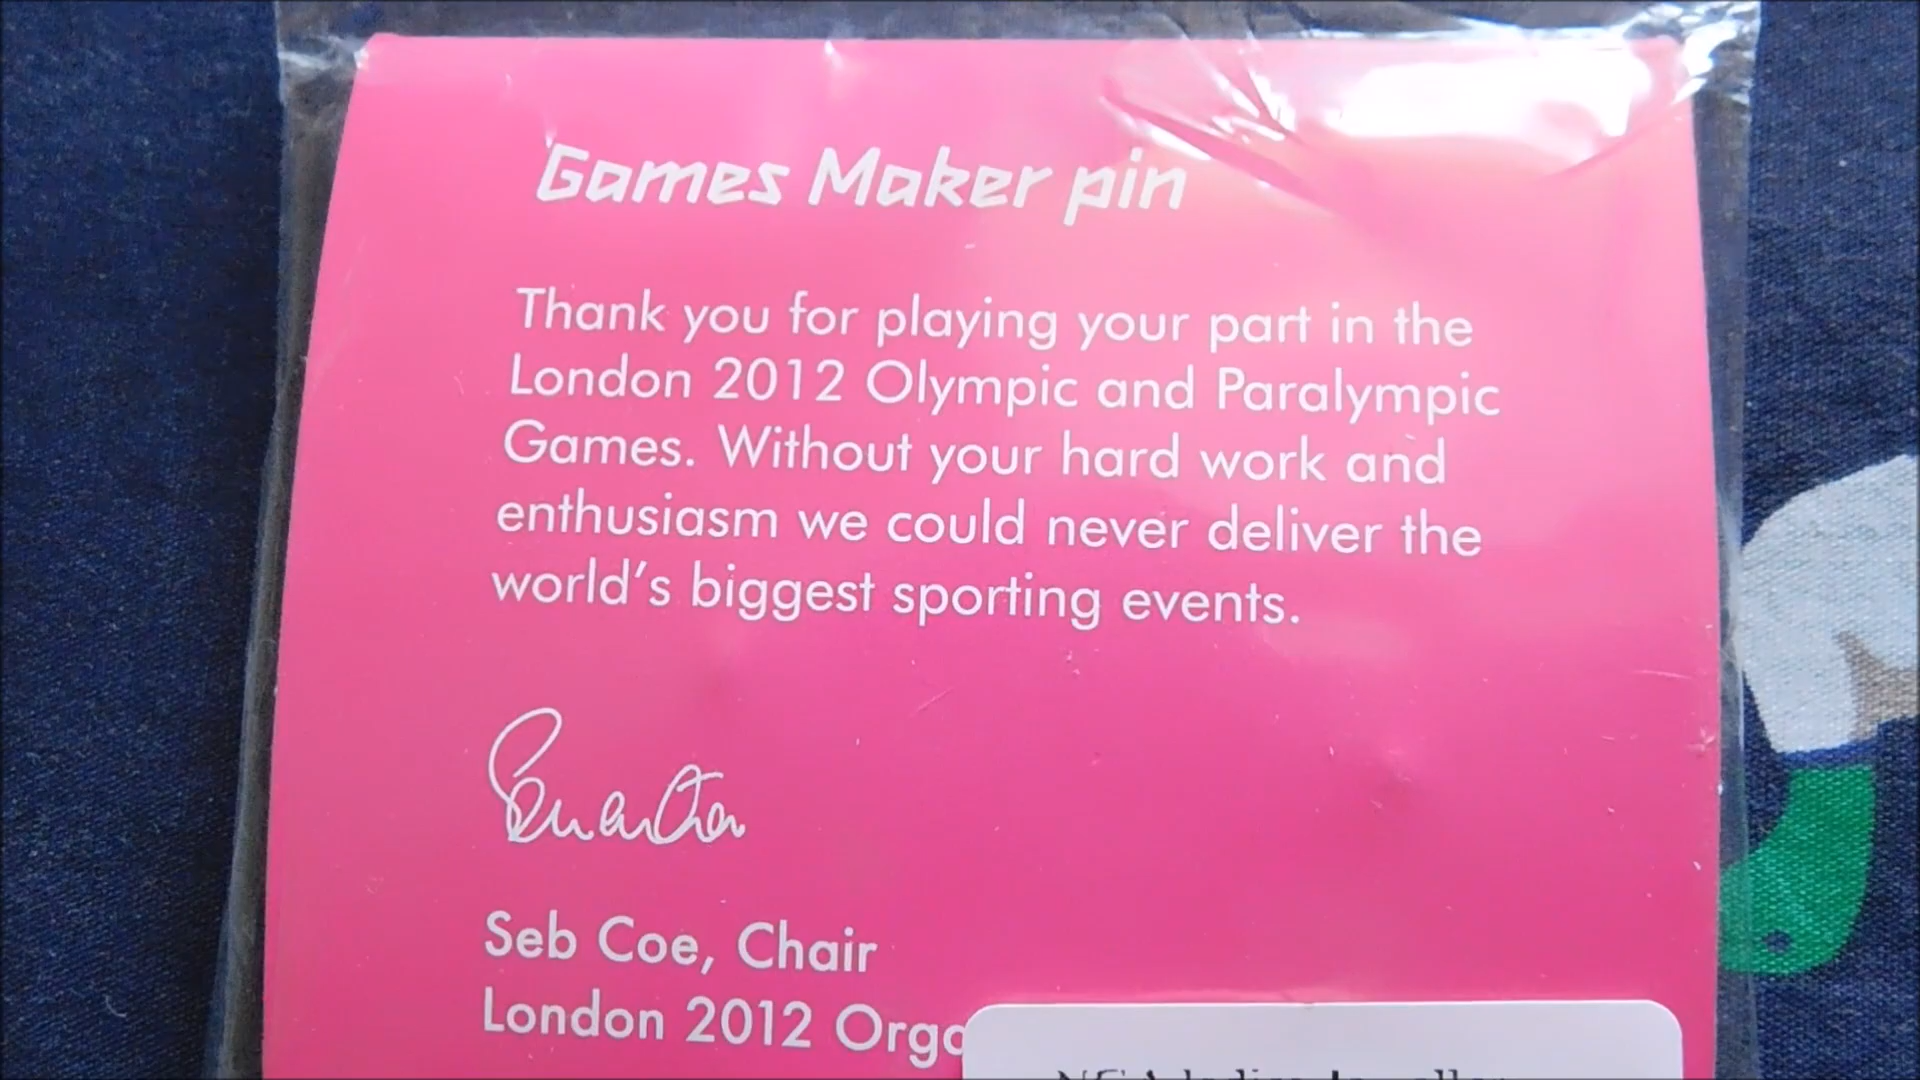 Games Maker pin
Thank you for playing your part in the
London 2012 Olympic and Paralympic
Games. Without your hard work and
enthusiasm we could never deliver the
world's biggest sporting events.
Seb Coe, Chair
London 2012